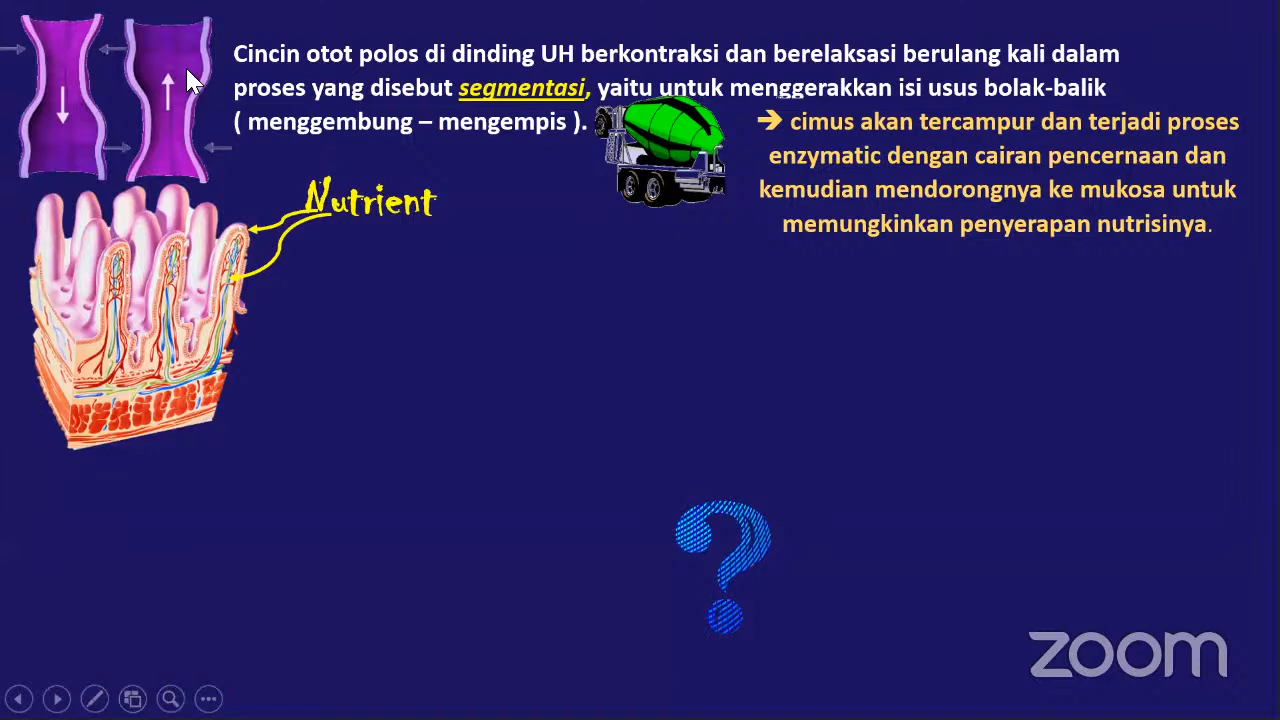 Cincin otot polos di dinding UH berkontraksi dan berelaksasi berulang kali dalam
proses yang disebut segmentasi, yaitu untuk menggerakkan isi usus bolak-balik
( menggembung – mengempis ).
➔ cimus akan tercampur dan terjadi proses
enzymatic dengan cairan pencernaan dan
kemudian mendorongnya ke mukosa untuk
memungkinkan penyerapan nutrisinya.
Nutrient
?
zoom